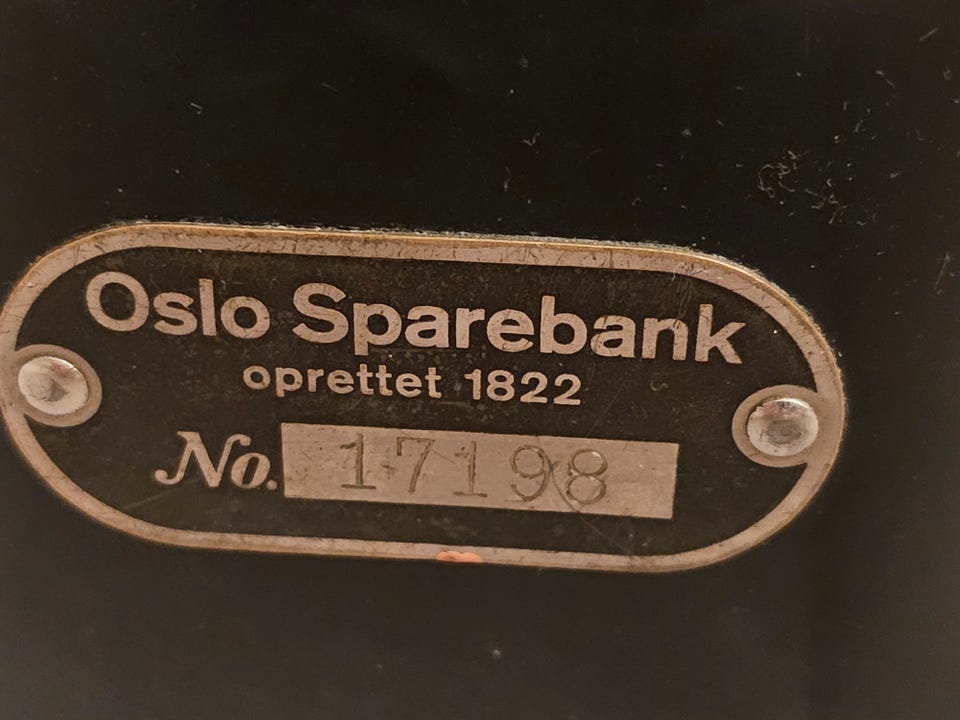 Oslo Sparebank
oprettet 1822
No. 17198